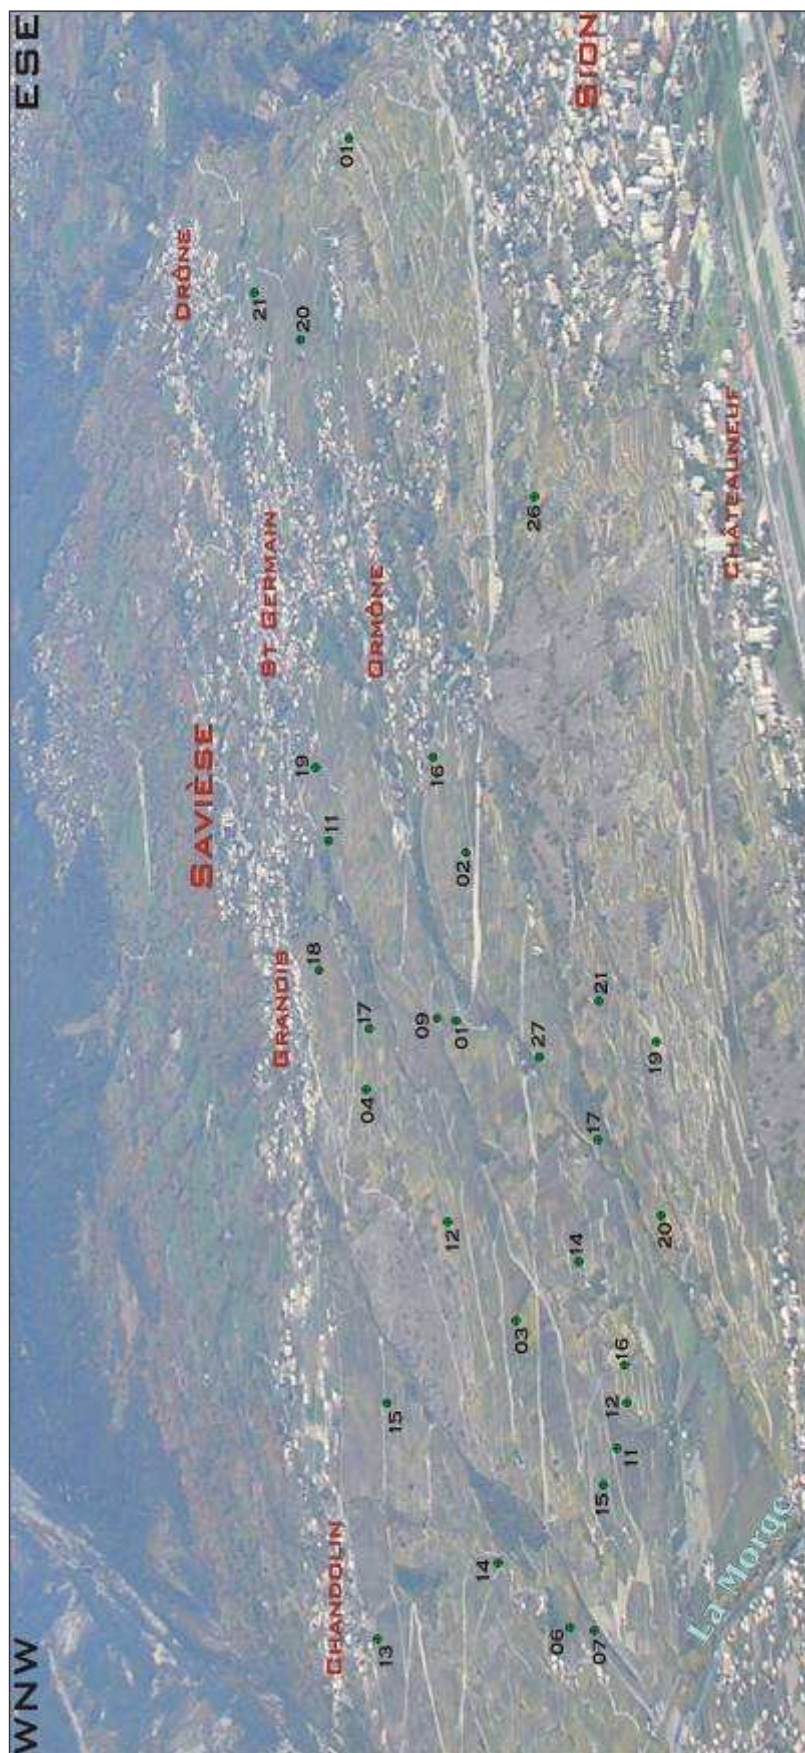 WNW
ESE
DRÔNE
SAVIÈSE
21
ST GERMAIN
GRANOIS
19
20
18
11
CHANDOLIN
01
17
04
ORMÔNE
13
15
16
09
12
01
02
14
03
26
27
06
14
SION
17
07
15
21
12
16
11
19
20
CHÂTEAUNEUF
La Morge